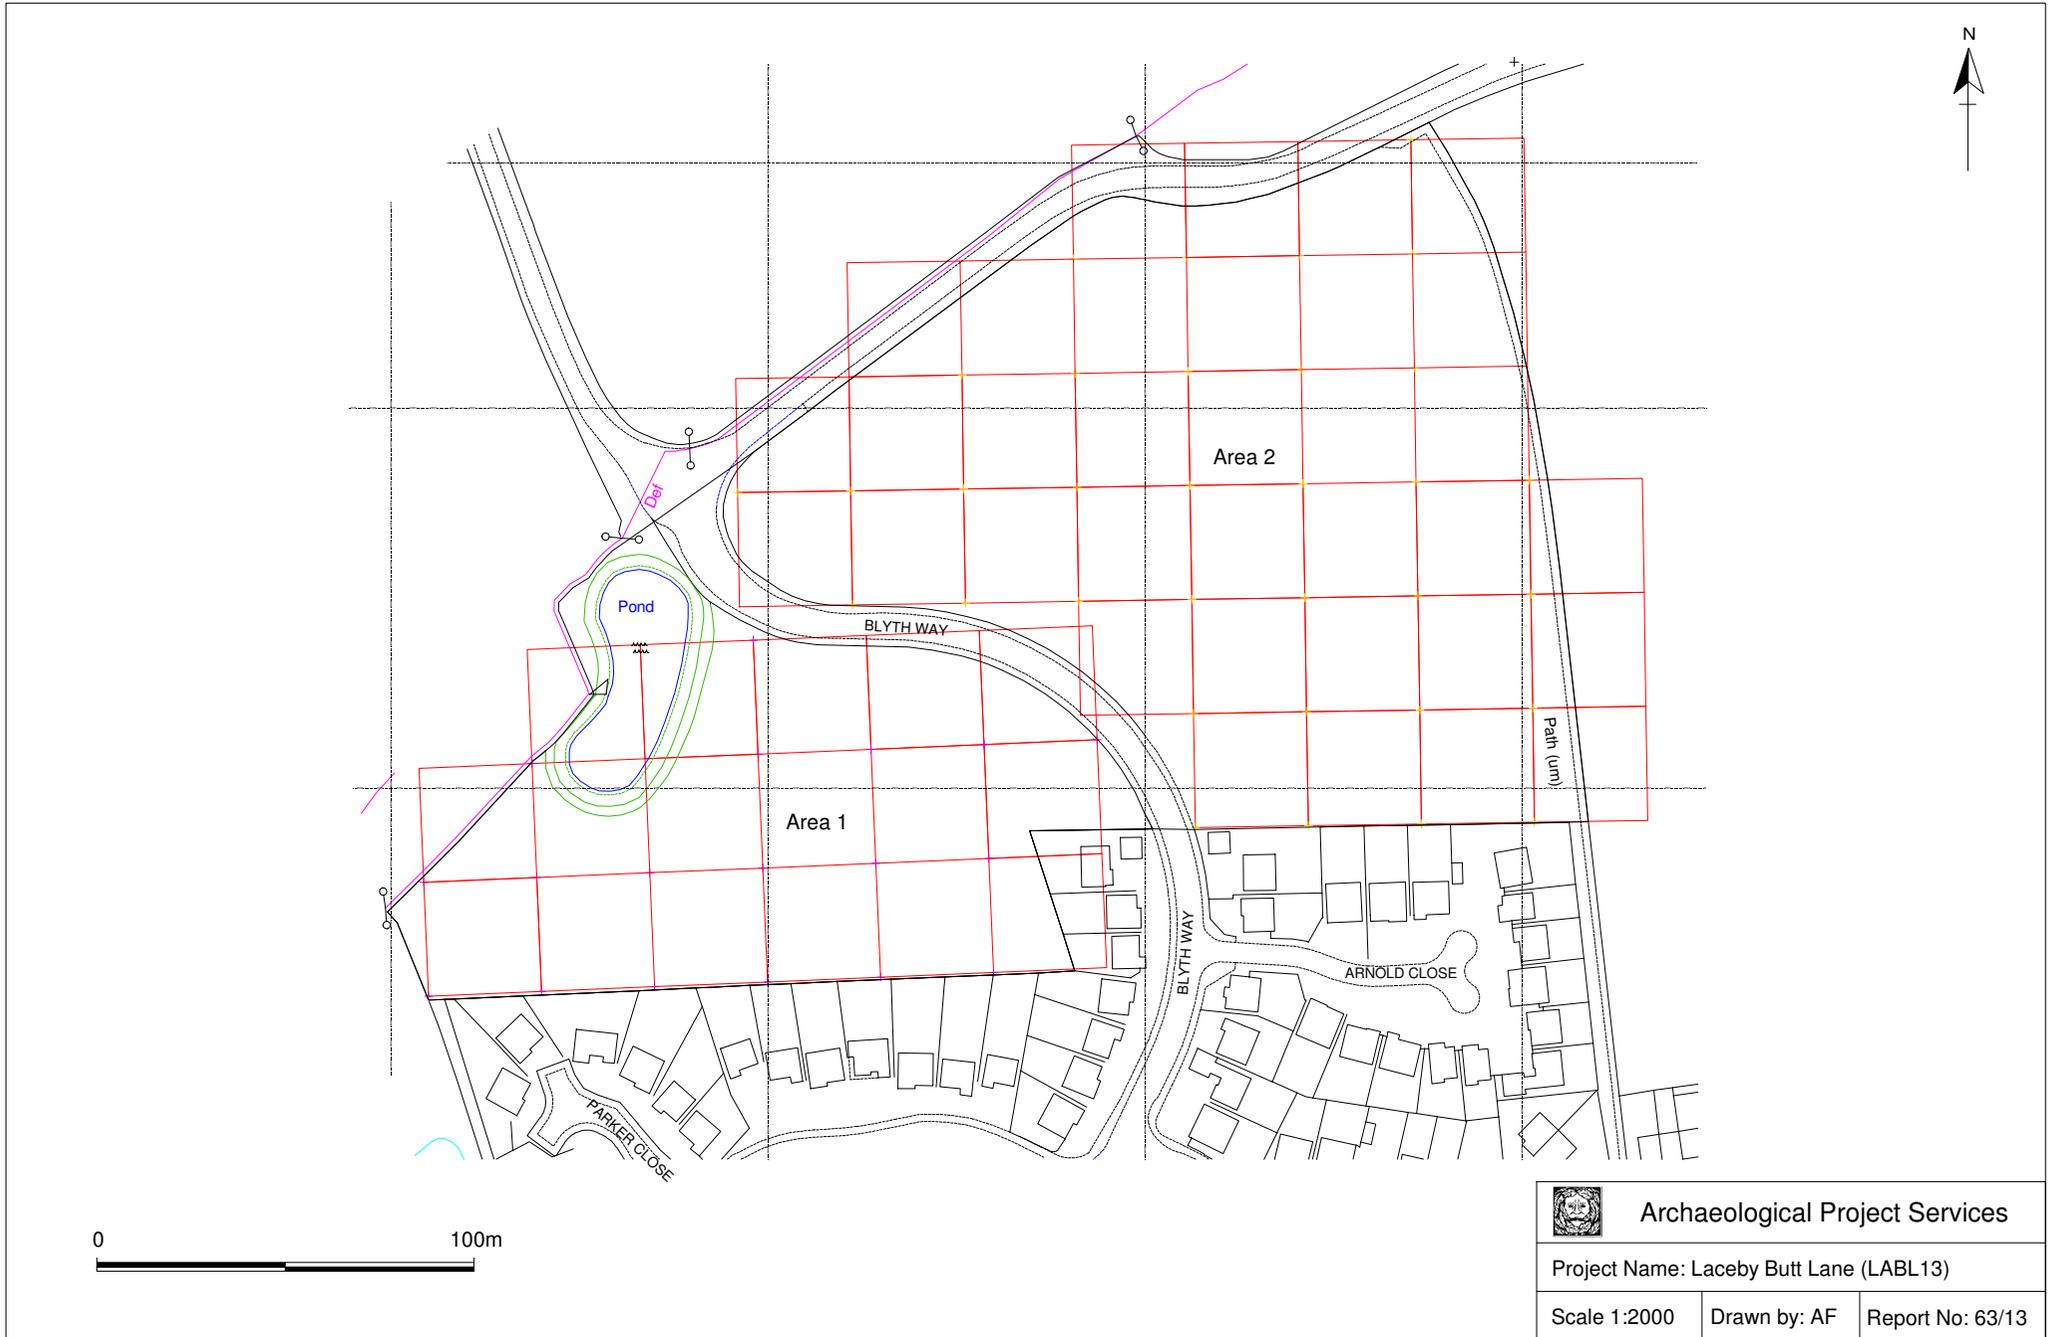 N
Area 2
Def
Pond
BLYTH WAY
Path (um)
Area 1
BLYTH WAY
ARNOLD CLOSE
PARKER CLOSE
0 100m
Archaeological Project Services
Project Name: Laceby Butt Lane (LABL13)
Scale 1:2000 Drawn by: AF Report No: 63/13